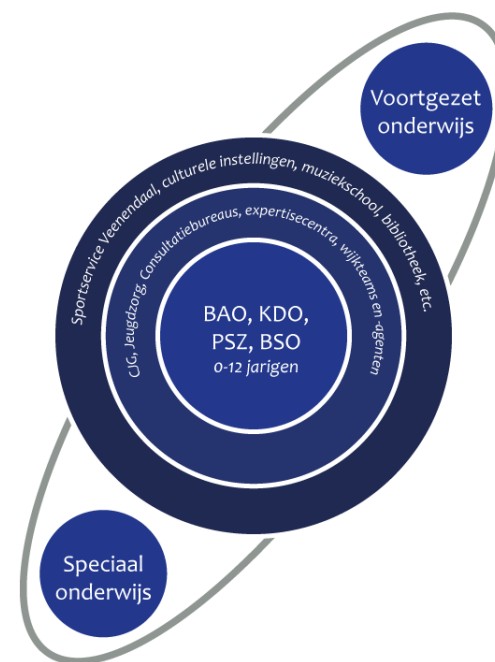 Voortgezet
onderwijs
Sportservice Veenendaal, culturele instellingen, muziekschool, bibliotheek, etc.
CJG, Jeugdzorg, Consultatiebureaus, expertisecentra, wijkteams en -agenten
BAO, KDO,
PSZ, BSO
0-12 jarigen
Speciaal
onderwijs